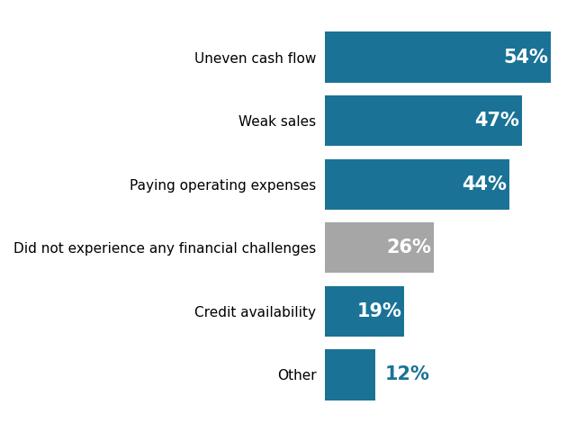 Uneven cash flow 54%
Weak sales 47%
Paying operating expenses 44%
Did not experience any financial challenges 26%
Credit availability 19%
Other 12%